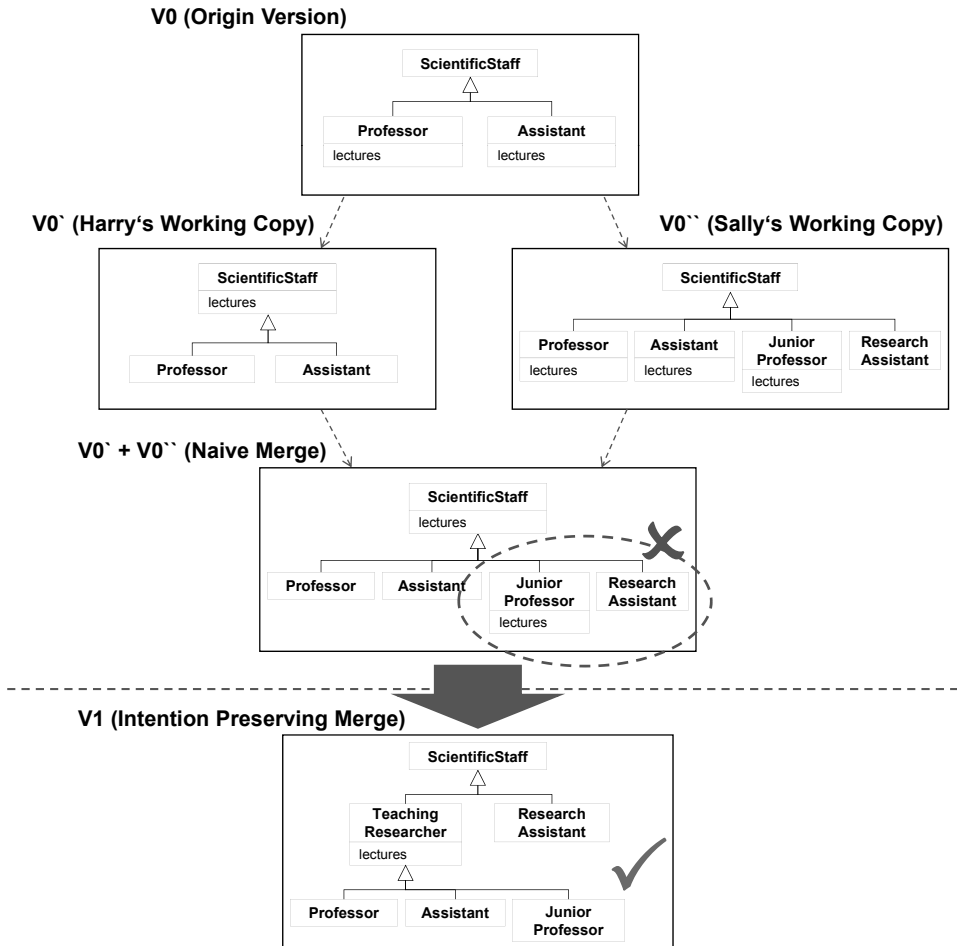 V0 (Origin Version)
ScientificStaff
Professor
lectures
Assistant
lectures
V0` (Harry‘s Working Copy)
ScientificStaff
lectures
Professor
Assistant
V0`` (Sally‘s Working Copy)
ScientificStaff
Professor
lectures
Assistant
lectures
Junior
Professor
lectures
Research
Assistant
V0` + V0`` (Naive Merge)
ScientificStaff
lectures
Professor
Assistant
Junior
Professor
lectures
Research
Assistant
V1 (Intention Preserving Merge)
ScientificStaff
Teaching
Researcher
lectures
Research
Assistant
Professor
Assistant
Junior
Professor